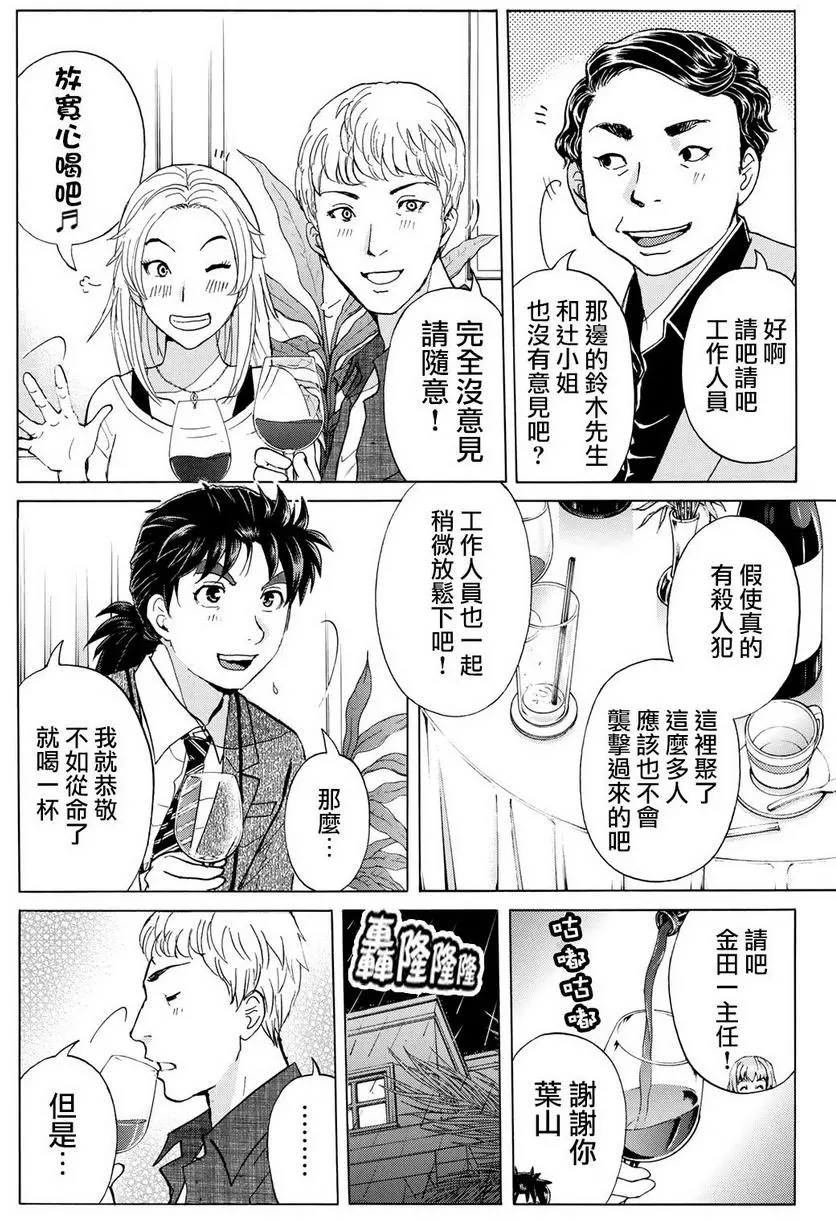 好啊
請吧請吧
工作人員
那邊的鈴木先生
和辻小姐
也沒有意見吧？
完全沒意見
請隨意！
放寬心喝吧♬
假使真的
有殺人犯
這裡聚了
這麼多人
應該也不會
襲擊過來的吧
工作人員也一起
稍微放鬆下吧！
那麼…
我就恭敬
不如從命了
就喝一杯
請吧
金田一主任！
咕嘟咕嘟
謝謝你
葉山
轟隆隆隆
………
但是…